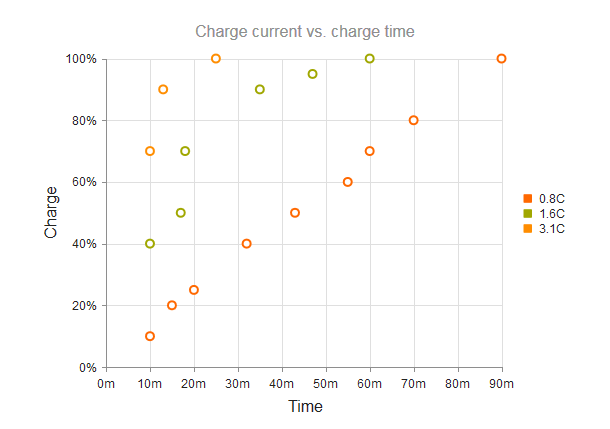 Charge current vs. charge time
100%
80%
60%
40%
20%
0%
Charge
0m 10m 20m 30m 40m 50m 60m 70m 80m 90m
Time
0.8C
1.6C
3.1C